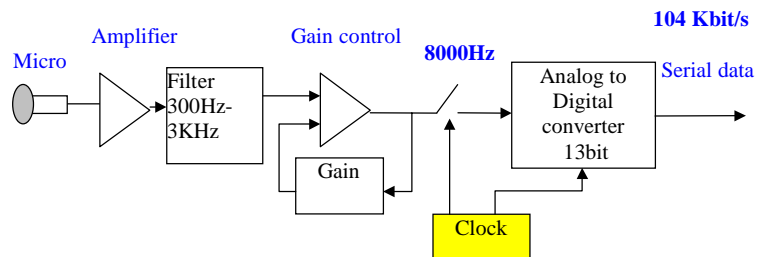 104 Kbit/s
Amplifier
Gain control
Micro
8000Hz
Filter
300Hz-
3KHz
Analog to
Digital
converter
13bit
Serial data
Gain
Clock